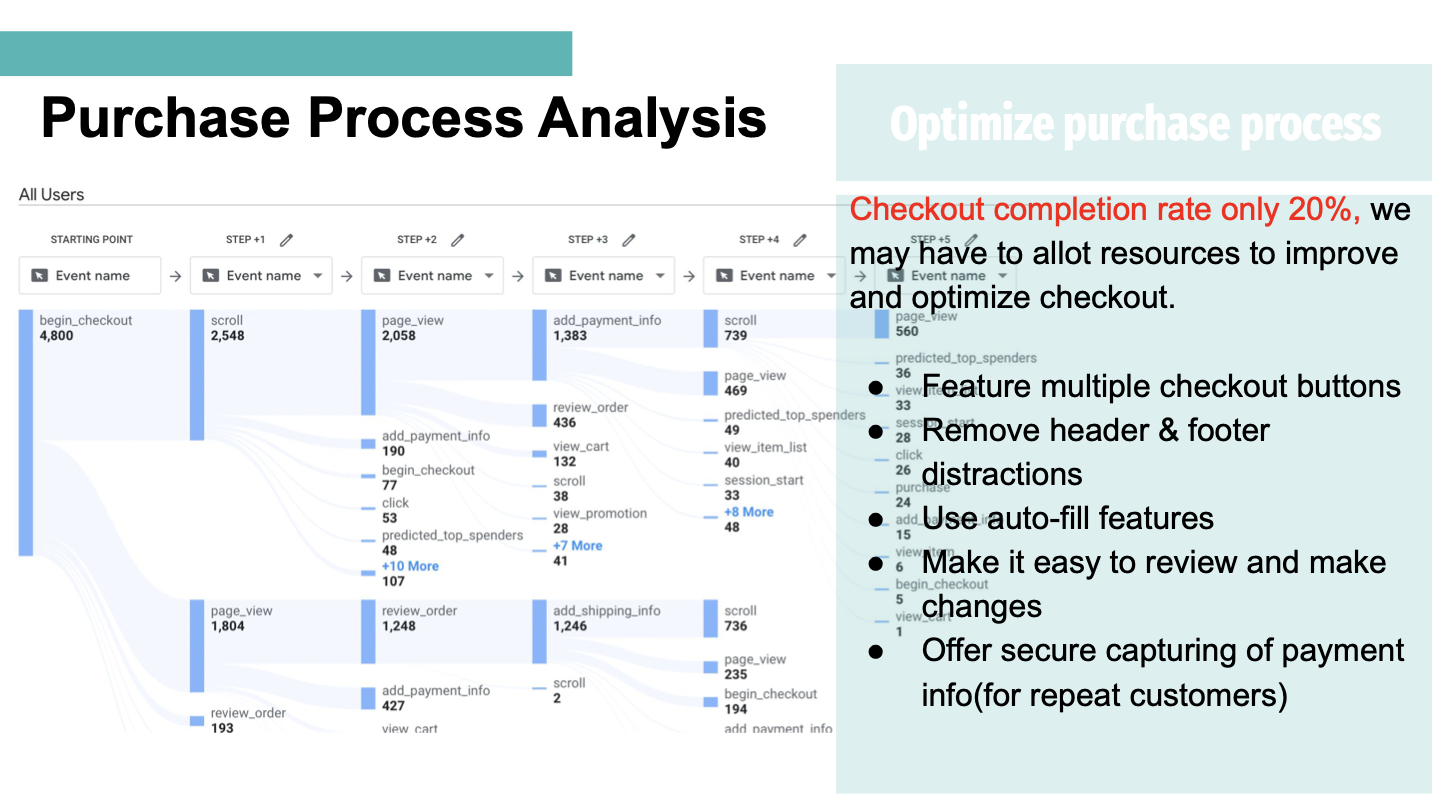 Purchase Process Analysis
Optimize purchase process
All Users
STARTING POINT
STEP +1
STEP +2
STEP +3
STEP +4
STEP +5
Event name
Event name
Event name
Event name
Event name
Event name
begin_checkout
4,800
scroll
2,548
page_view
1,804
review_order
193
page_view
2,058
add_payment_info
190
begin_checkout
77
click
53
predicted_top_spenders
48
+10 More
107
review_order
1,248
add_payment_info
427
view_cart
add_payment_info
1,383
review_order
436
view_cart
132
scroll
38
view_promotion
28
+7 More
41
add_shipping_info
1,246
scroll
2
scroll
739
page_view
469
predicted_top_spenders
49
view_item_list
40
session_start
33
+8 More
48
scroll
736
page_view
235
begin_checkout
194
add_payment_info
page_view
560
predicted_top_spenders
36
33
session_start
28
click
26
purchase
24
add_payment_info
15
view_item
6
begin_checkout
5
view_cart
1
Checkout completion rate only 20%, we
may have to allot resources to improve
and optimize checkout.
● Feature multiple checkout buttons
● Remove header & footer
distractions
● Use auto-fill features
● Make it easy to review and make
changes
● Offer secure capturing of payment
info(for repeat customers)